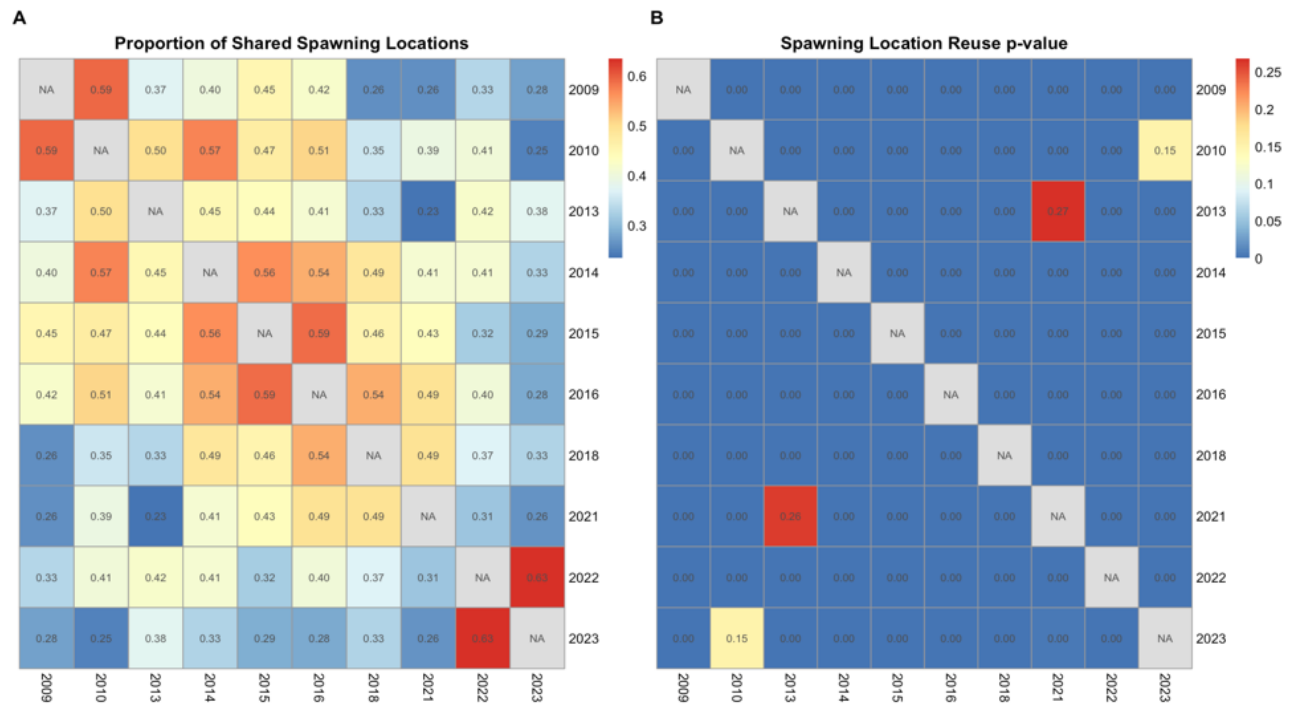 A
B
Proportion of Shared Spawning Locations
Spawning Location Reuse p-value
NA 0.59 0.37 0.40 0.45 0.42 0.26 0.26 0.33 0.28 2009
0.59 NA 0.50 0.57 0.47 0.51 0.35 0.39 0.41 0.25 2010
0.37 0.50 NA 0.45 0.44 0.41 0.33 0.23 0.42 0.38 2013
0.40 0.57 0.45 NA 0.56 0.54 0.49 0.41 0.41 0.33 2014
0.45 0.47 0.44 0.56 NA 0.59 0.46 0.43 0.32 0.29 2015
0.42 0.51 0.41 0.54 0.59 NA 0.54 0.49 0.40 0.28 2016
0.26 0.35 0.33 0.49 0.46 0.54 NA 0.49 0.37 0.33 2018
0.26 0.39 0.23 0.41 0.43 0.49 0.49 NA 0.31 0.26 2021
0.33 0.41 0.42 0.41 0.32 0.40 0.37 0.31 NA 0.63 2022
0.28 0.25 0.38 0.33 0.29 0.28 0.33 0.26 0.63 NA 2023
2009 2010 2013 2014 2015 2016 2018 2021 2022 2023
0.6
0.5
0.4
0.3
NA 0.00 0.00 0.00 0.00 0.00 0.00 0.00 0.00 0.00 2009
0.00 NA 0.00 0.00 0.00 0.00 0.00 0.00 0.00 0.15 2010
0.00 0.00 NA 0.00 0.00 0.00 0.00 0.27 0.00 0.00 2013
0.00 0.00 0.00 NA 0.00 0.00 0.00 0.00 0.00 0.00 2014
0.00 0.00 0.00 0.00 NA 0.00 0.00 0.00 0.00 0.00 2015
0.00 0.00 0.00 0.00 0.00 NA 0.00 0.00 0.00 0.00 2016
0.00 0.00 0.00 0.00 0.00 0.00 NA 0.00 0.00 0.00 2018
0.00 0.00 0.26 0.00 0.00 0.00 0.00 NA 0.00 0.00 2021
0.00 0.00 0.00 0.00 0.00 0.00 0.00 0.00 NA 0.00 2022
0.00 0.15 0.00 0.00 0.00 0.00 0.00 0.00 0.00 NA 2023
2009 2010 2013 2014 2015 2016 2018 2021 2022 2023
0.25
0.2
0.15
0.1
0.05
0